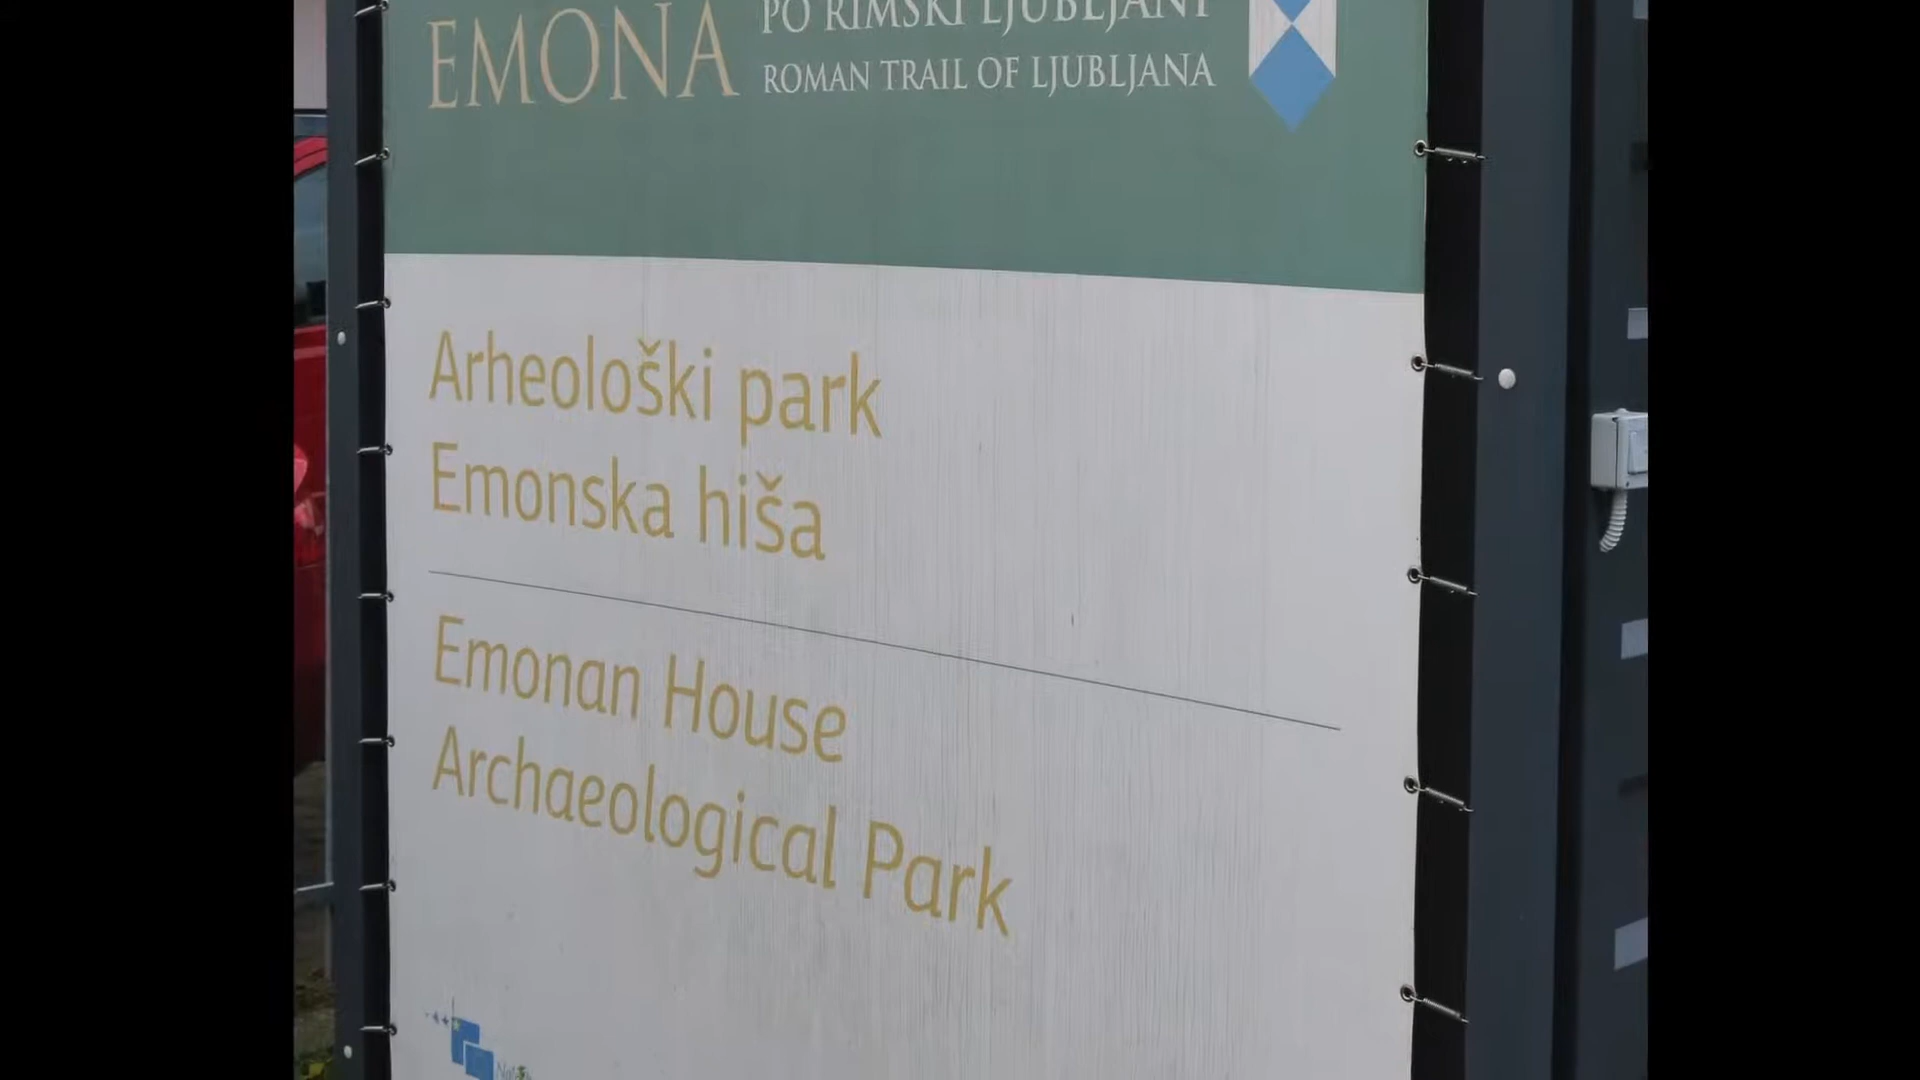 EMONA
PO RIMSKI LJUBLJANI
ROMAN TRAIL OF LJUBLJANA
Arheološki park
Emonska hiša
Emonan House
Archaeological Park